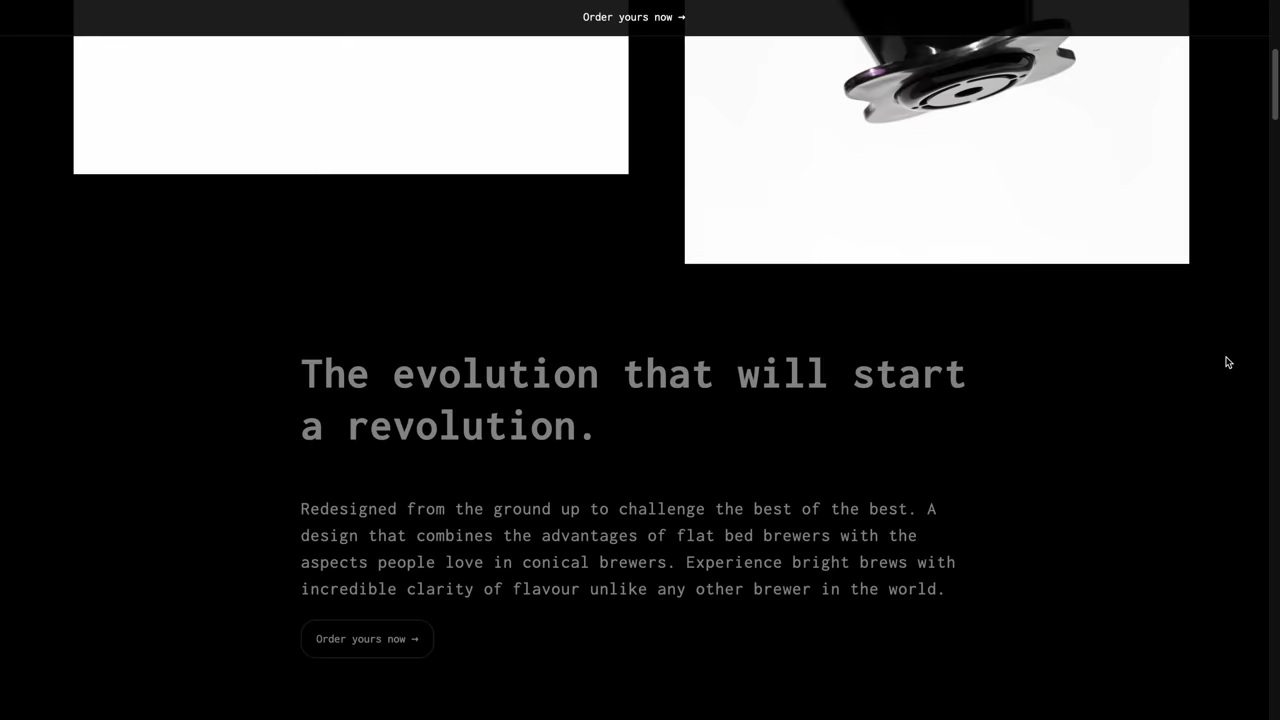 Order yours now →
The evolution that will start
a revolution.
Redesigned from the ground up to challenge the best of the best. A
design that combines the advantages of flat bed brewers with the
aspects people love in conical brewers. Experience bright brews with
incredible clarity of flavour unlike any other brewer in the world.
Order yours now →